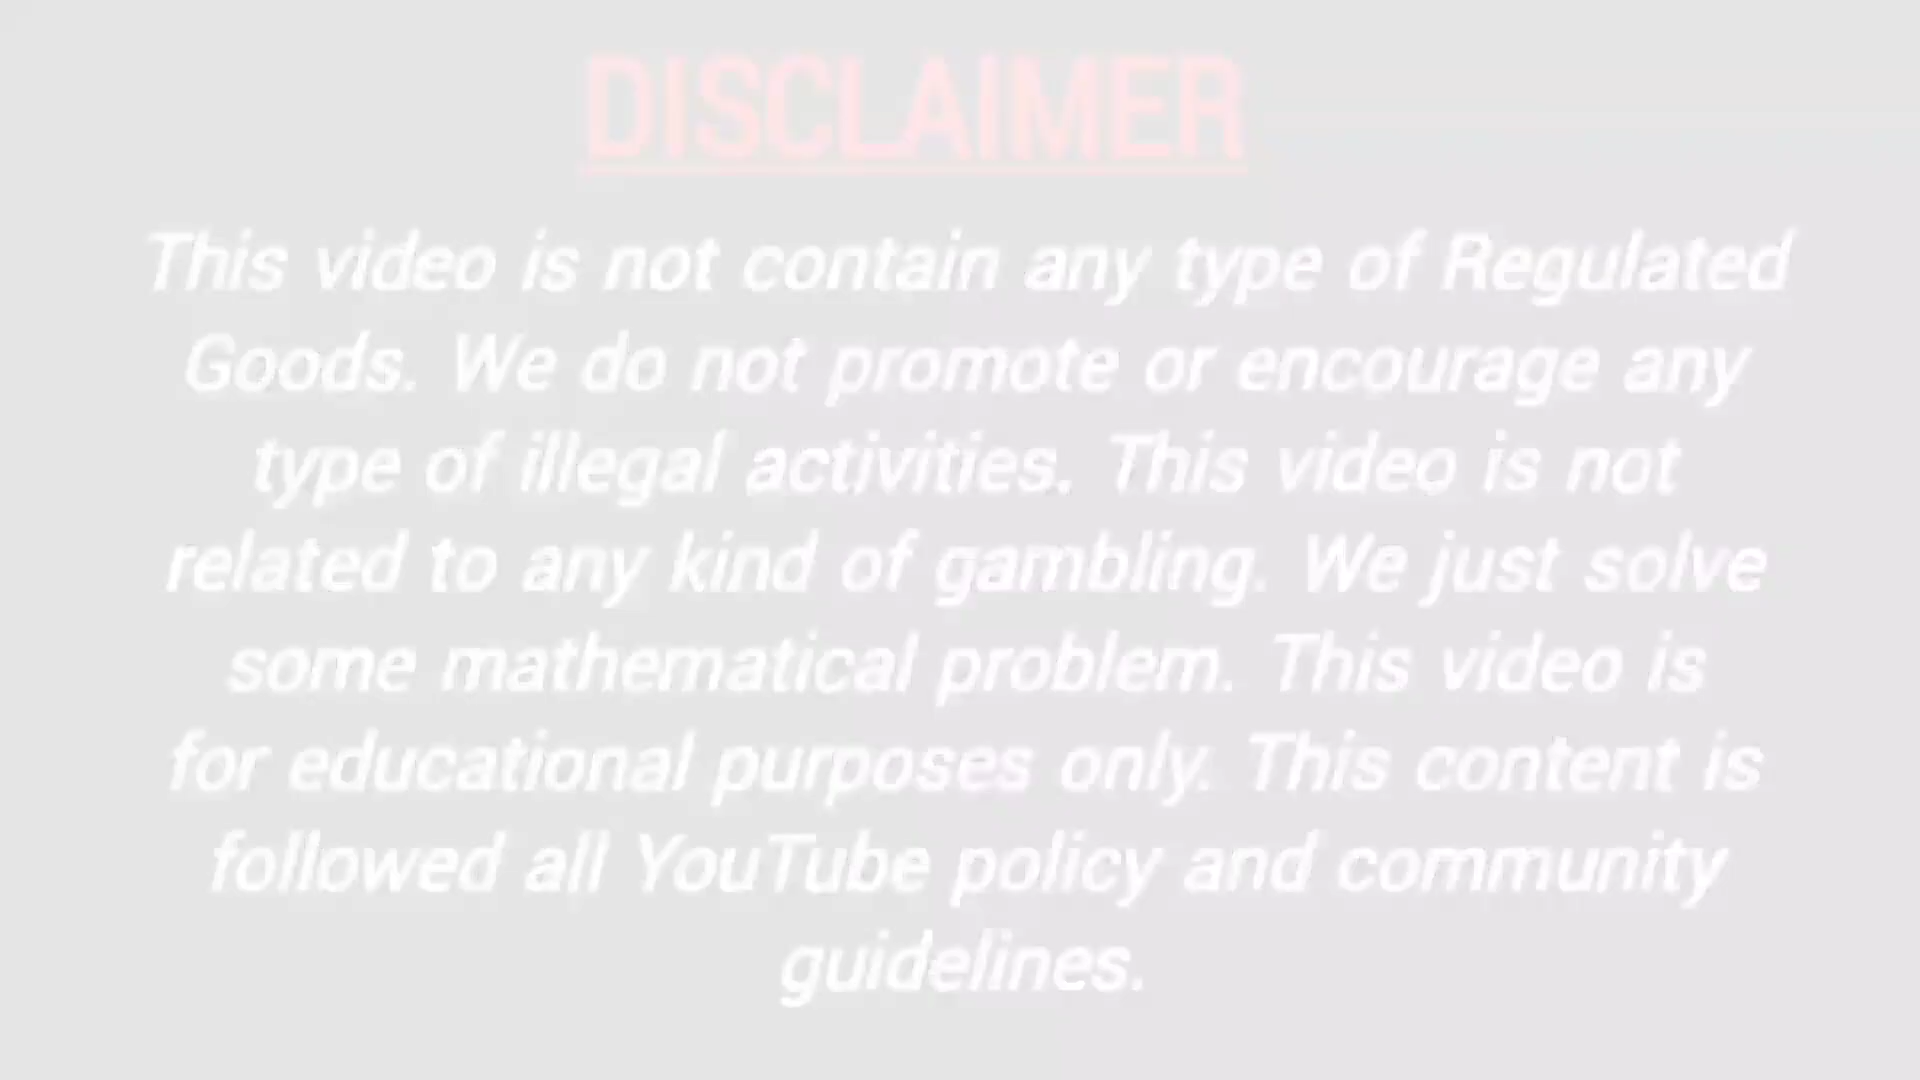 DISCLAIMER
This video is not contain any type of Regulated
Goods. We do not promote or encourage any
type of illegal activities. This video is not
related to any kind of gambling. We just solve
some mathematical problem. This video is
for educational purposes only. This content is
followed all YouTube policy and community
guidelines.